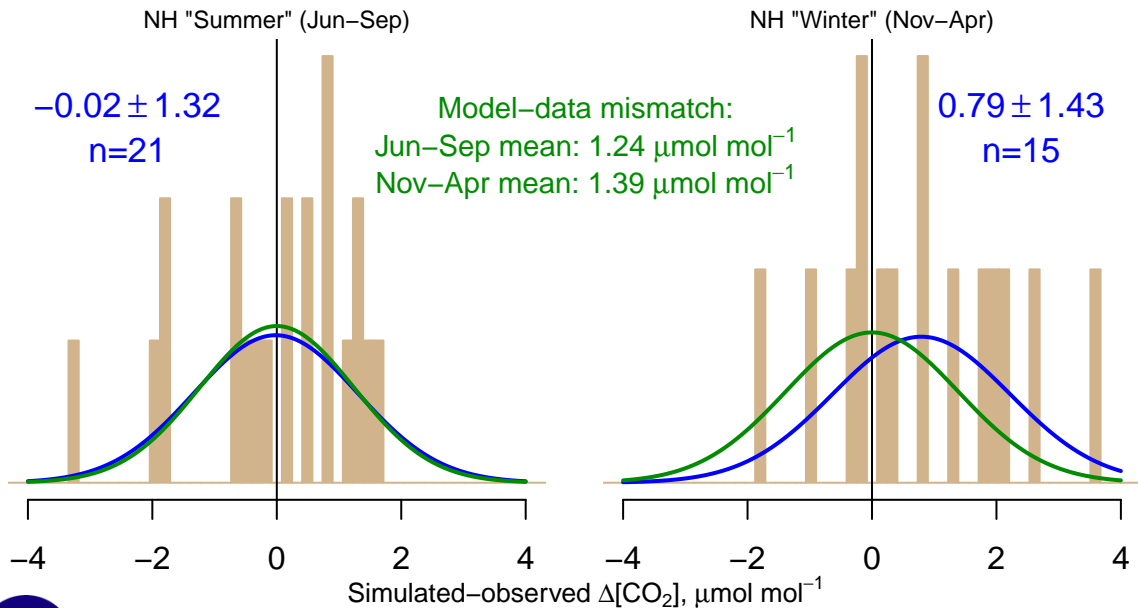 NH "Summer" (Jun−Sep)
NH "Winter" (Nov−Apr)
−0.02 ± 1.32
n=21
Model−data mismatch:
Jun−Sep mean: 1.24 μmol mol⁻¹
Nov−Apr mean: 1.39 μmol mol⁻¹
0.79 ± 1.43
n=15
−4 −2 0 2 4
−4 −2 0 2 4
Simulated−observed Δ[CO₂], μmol mol⁻¹